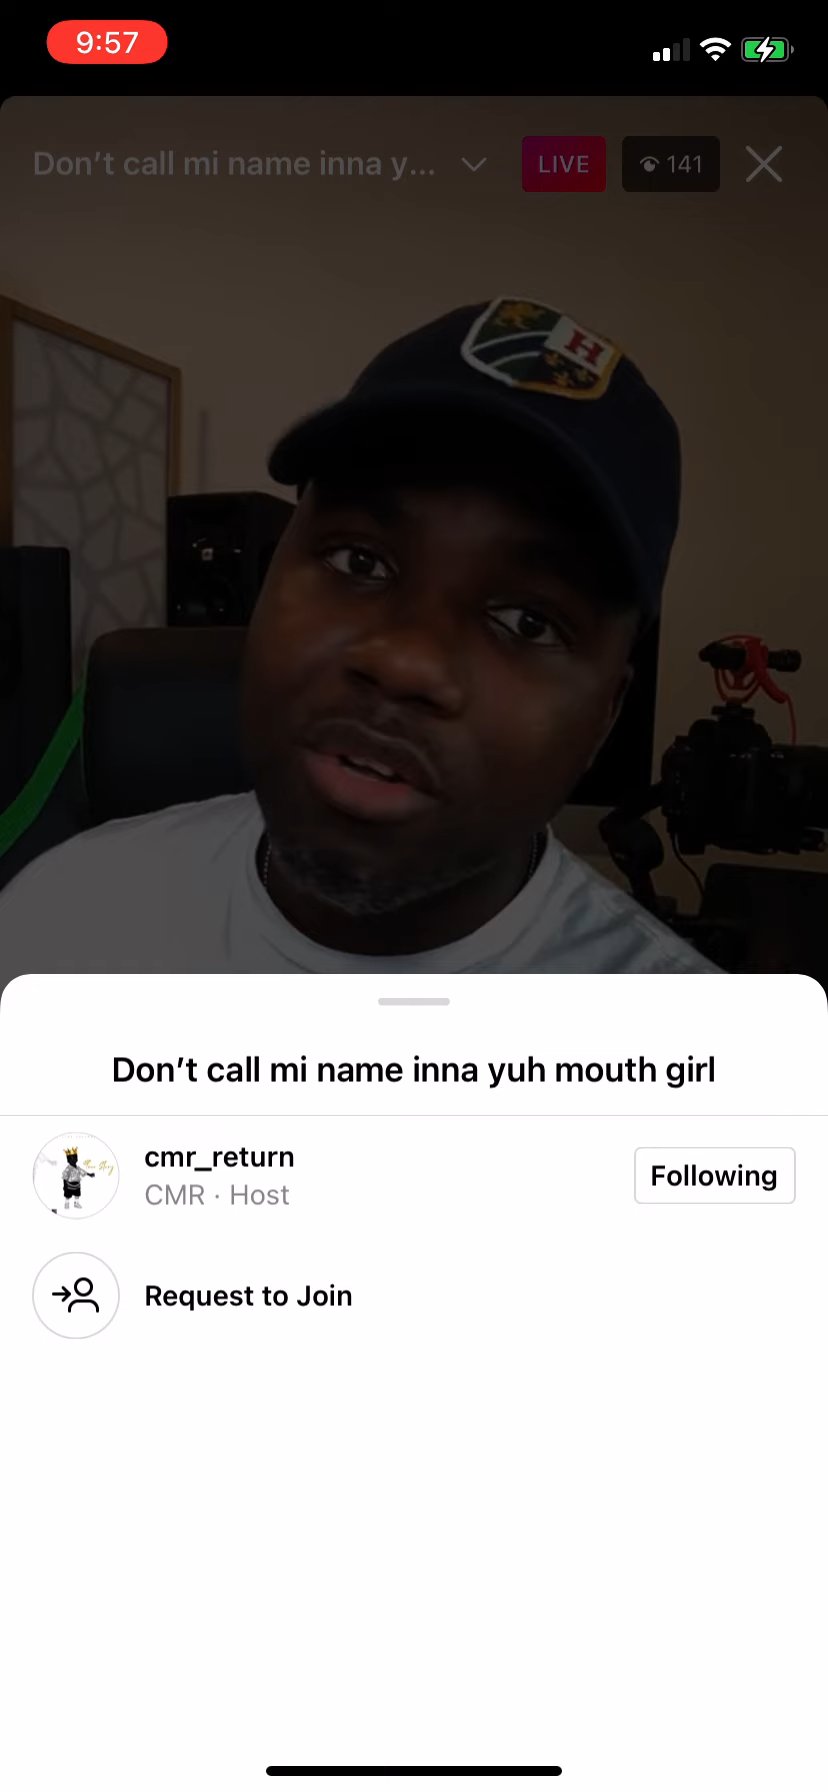 9:57
Don’t call mi name inna y...
LIVE
141
H
Don’t call mi name inna yuh mouth girl
cmr_return
CMR · Host
Following
Request to Join